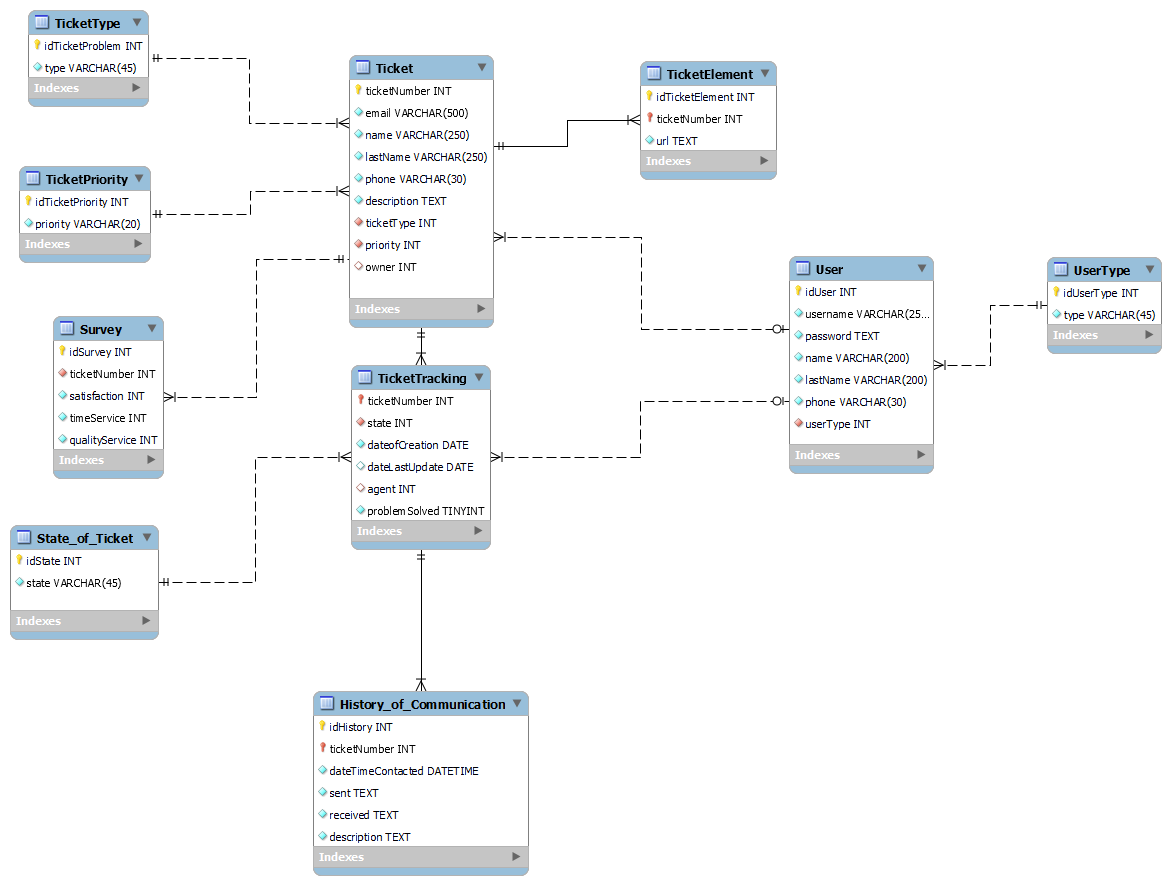 TicketType
idTicketProblem INT
type VARCHAR(45)
Indexes
Ticket
ticketNumber INT
email VARCHAR(500)
name VARCHAR(250)
lastName VARCHAR(250)
phone VARCHAR(30)
description TEXT
ticketType INT
priority INT
owner INT
Indexes
TicketElement
idTicketElement INT
ticketNumber INT
url TEXT
Indexes
TicketPriority
idTicketPriority INT
priority VARCHAR(20)
Indexes
User
idUser INT
username VARCHAR(25...
password TEXT
name VARCHAR(200)
lastName VARCHAR(200)
phone VARCHAR(30)
userType INT
Indexes
UserType
idUserType INT
type VARCHAR(45)
Indexes
Survey
idSurvey INT
ticketNumber INT
satisfaction INT
timeService INT
qualityService INT
Indexes
TicketTracking
ticketNumber INT
state INT
dateofCreation DATE
dateLastUpdate DATE
agent INT
problemSolved TINYINT
Indexes
State_of_Ticket
idState INT
state VARCHAR(45)
Indexes
History_of_Communication
idHistory INT
ticketNumber INT
dateTimeContacted DATETIME
sent TEXT
received TEXT
description TEXT
Indexes